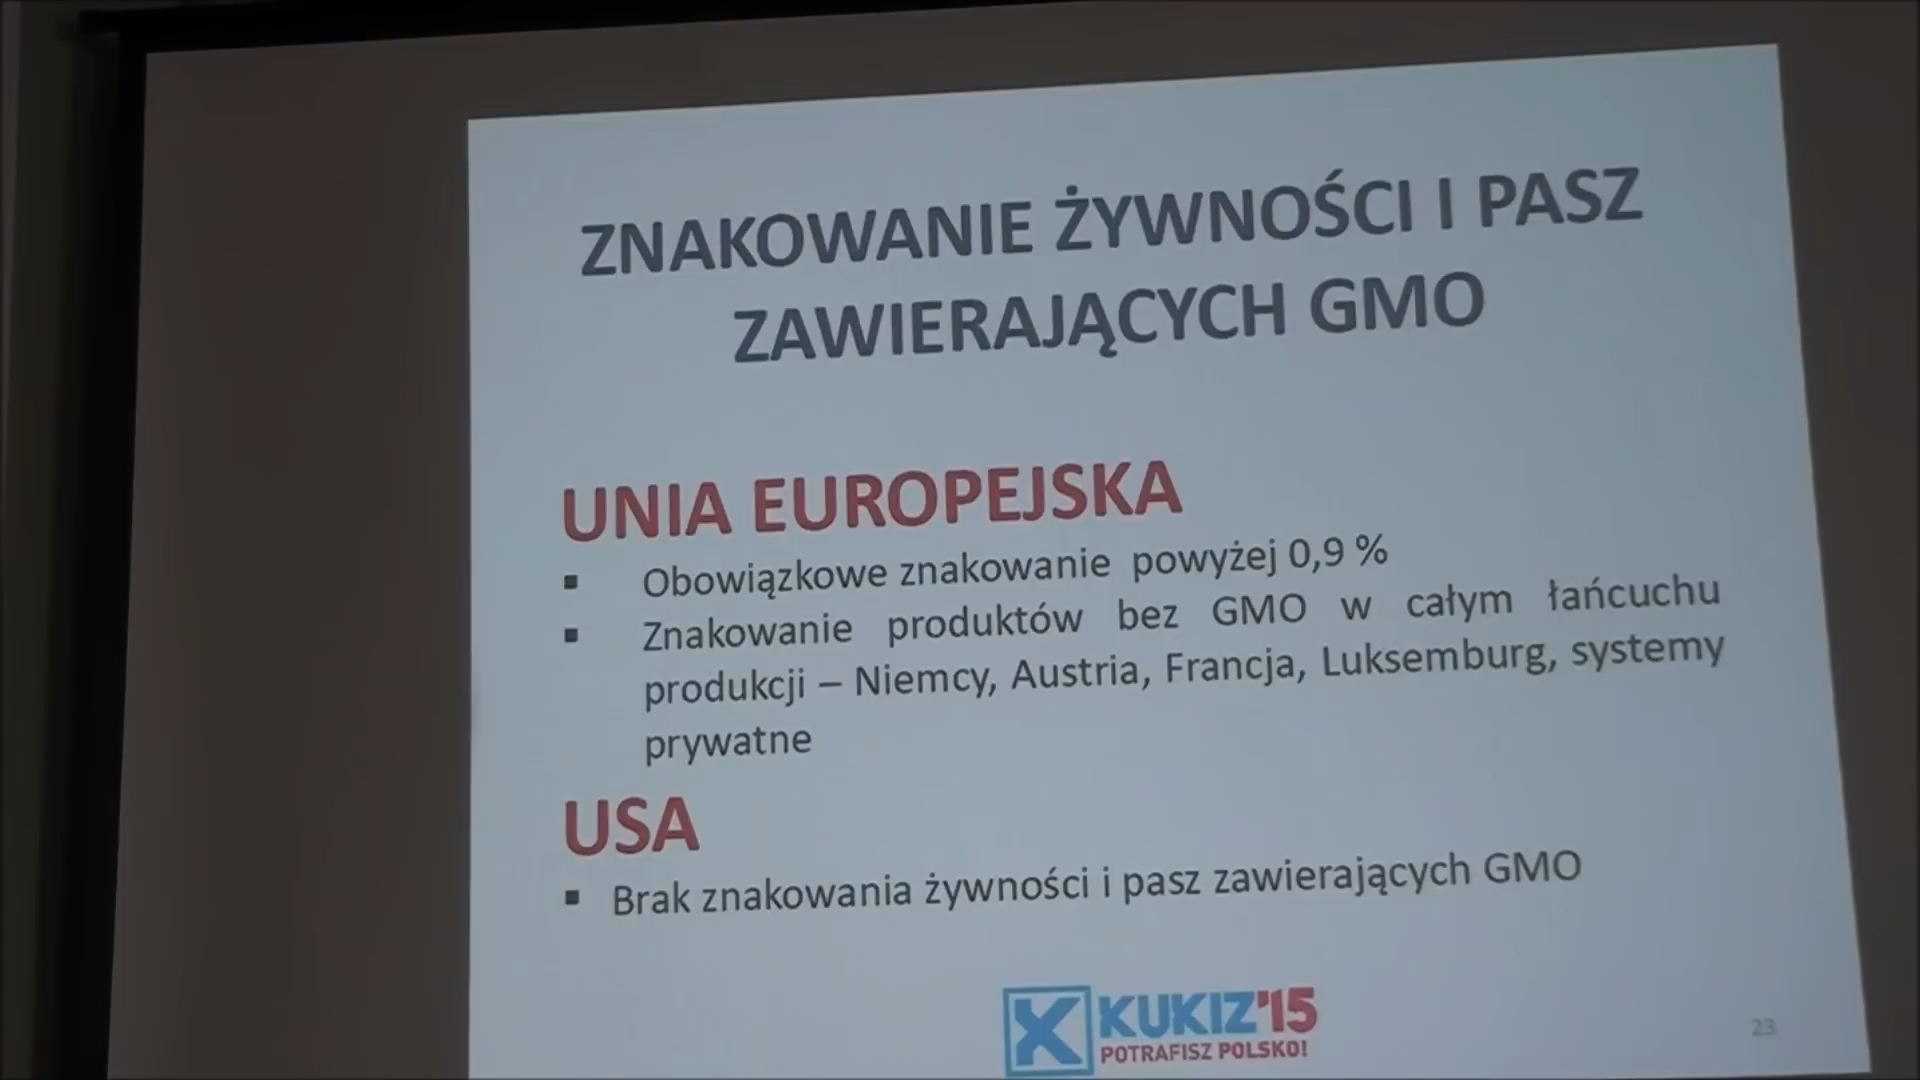 ZNAKOWANIE ŻYWNOŚCI I PASZ
ZAWIERAJĄCYCH GMO
UNIA EUROPEJSKA
▪ Obowiązkowe znakowanie powyżej 0,9 %
▪ Znakowanie produktów bez GMO w całym łańcuchu
produkcji – Niemcy, Austria, Francja, Luksemburg, systemy
prywatne
USA
▪ Brak znakowania żywności i pasz zawierających GMO
KUKIZ'15
POTRAFISZ POLSKO!
23